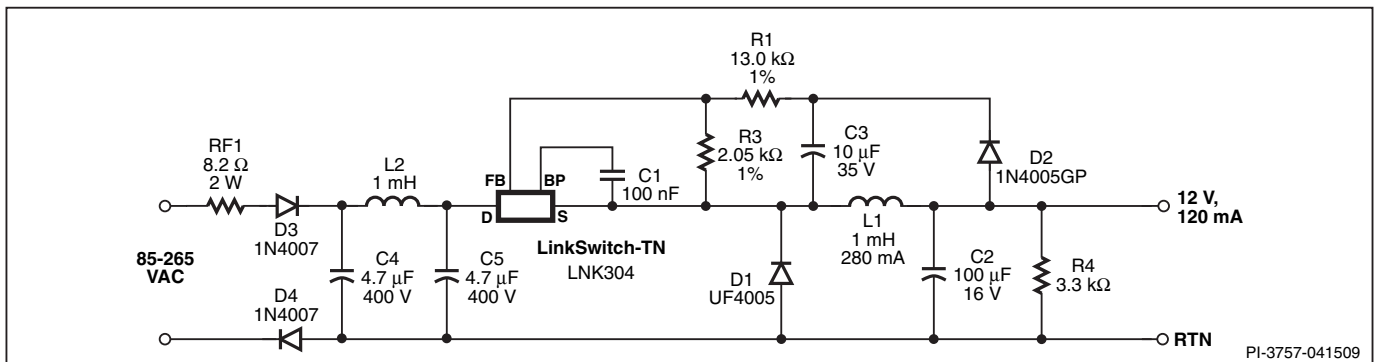 R1
13.0 kΩ
1%
RF1
8.2 Ω
2 W
L2
1 mH
R3
2.05 kΩ
1%
C3
10 µF
35 V
D2
1N4005GP
FB
BP
C1
100 nF
D
S
12 V,
120 mA
D3
1N4007
LinkSwitch-TN
LNK304
L1
1 mH
280 mA
85-265
VAC
C4
4.7 µF
400 V
C5
4.7 µF
400 V
D1
UF4005
C2
100 µF
16 V
R4
3.3 kΩ
D4
1N4007
RTN
PI-3757-041509